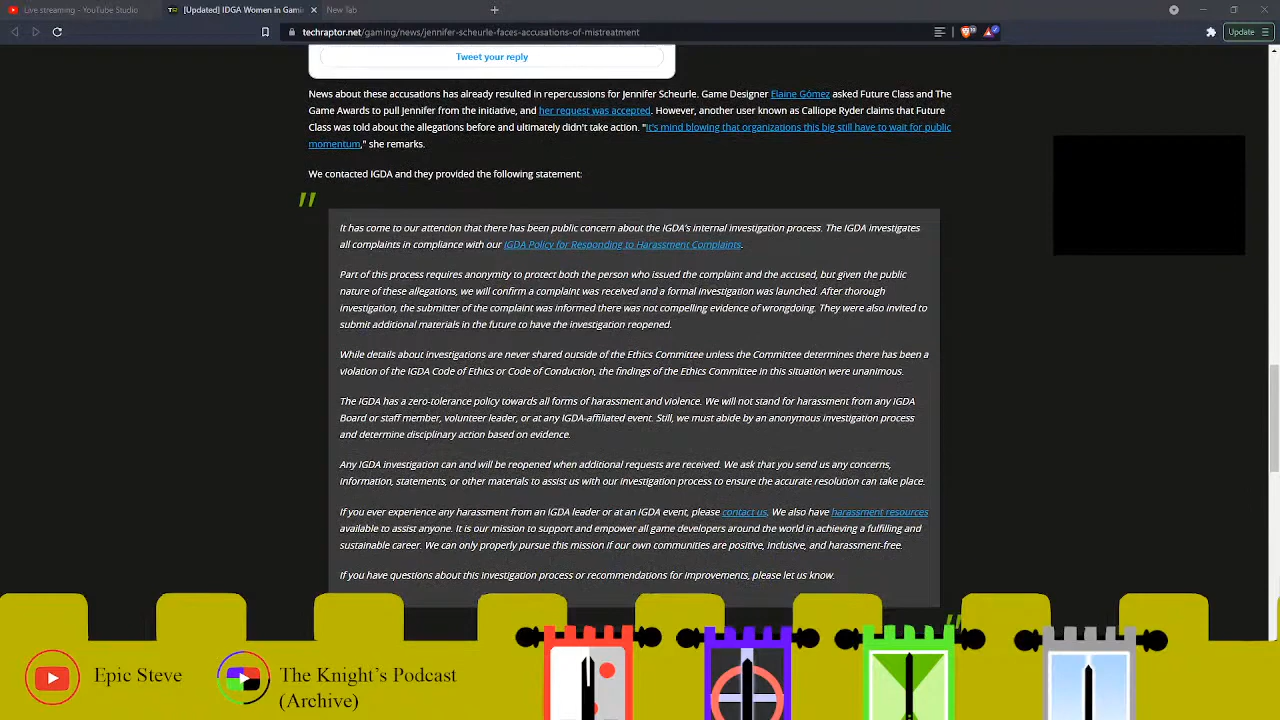 Live streaming - YouTube Studio
[Updated] IDGA Women in Gami
New Tab
techraptor.net/gaming/news/jennifer-scheurle-faces-accusations-of-mistreatment
Update
Tweet your reply
News about these accusations has already resulted in repercussions for Jennifer Scheurle. Game Designer Elaine Gómez asked Future Class and The
Game Awards to pull Jennifer from the initiative, and her request was accepted. However, another user known as Calliope Ryder claims that Future
Class was told about the allegations before and ultimately didn't take action. "It's mind blowing that organizations this big still have to wait for public
momentum," she remarks.
We contacted IGDA and they provided the following statement:
"
It has come to our attention that there has been public concern about the IGDA's internal investigation process. The IGDA investigates
all complaints in compliance with our IGDA Policy for Responding to Harassment Complaints.
Part of this process requires anonymity to protect both the person who issued the complaint and the accused, but given the public
nature of these allegations, we will confirm a complaint was received and a formal investigation was launched. After thorough
investigation, the submitter of the complaint was informed there was not compelling evidence of wrongdoing. They were also invited to
submit additional materials in the future to have the investigation reopened.
While details about investigations are never shared outside of the Ethics Committee unless the Committee determines there has been a
violation of the IGDA Code of Ethics or Code of Conduction, the findings of the Ethics Committee in this situation were unanimous.
The IGDA has a zero-tolerance policy towards all forms of harassment and violence. We will not stand for harassment from any IGDA
Board or staff member, volunteer leader, or at any IGDA-affiliated event. Still, we must abide by an anonymous investigation process
and determine disciplinary action based on evidence.
Any IGDA investigation can and will be reopened when additional requests are received. We ask that you send us any concerns,
information, statements, or other materials to assist us with our investigation process to ensure the accurate resolution can take place.
If you ever experience any harassment from an IGDA leader or at an IGDA event, please contact us. We also have harassment resources
available to assist anyone. It is our mission to support and empower all game developers around the world in achieving a fulfilling and
sustainable career. We can only properly pursue this mission if our own communities are positive, inclusive, and harassment-free.
If you have questions about this investigation process or recommendations for improvements, please let us know.
"
Epic Steve
The Knight's Podcast
(Archive)